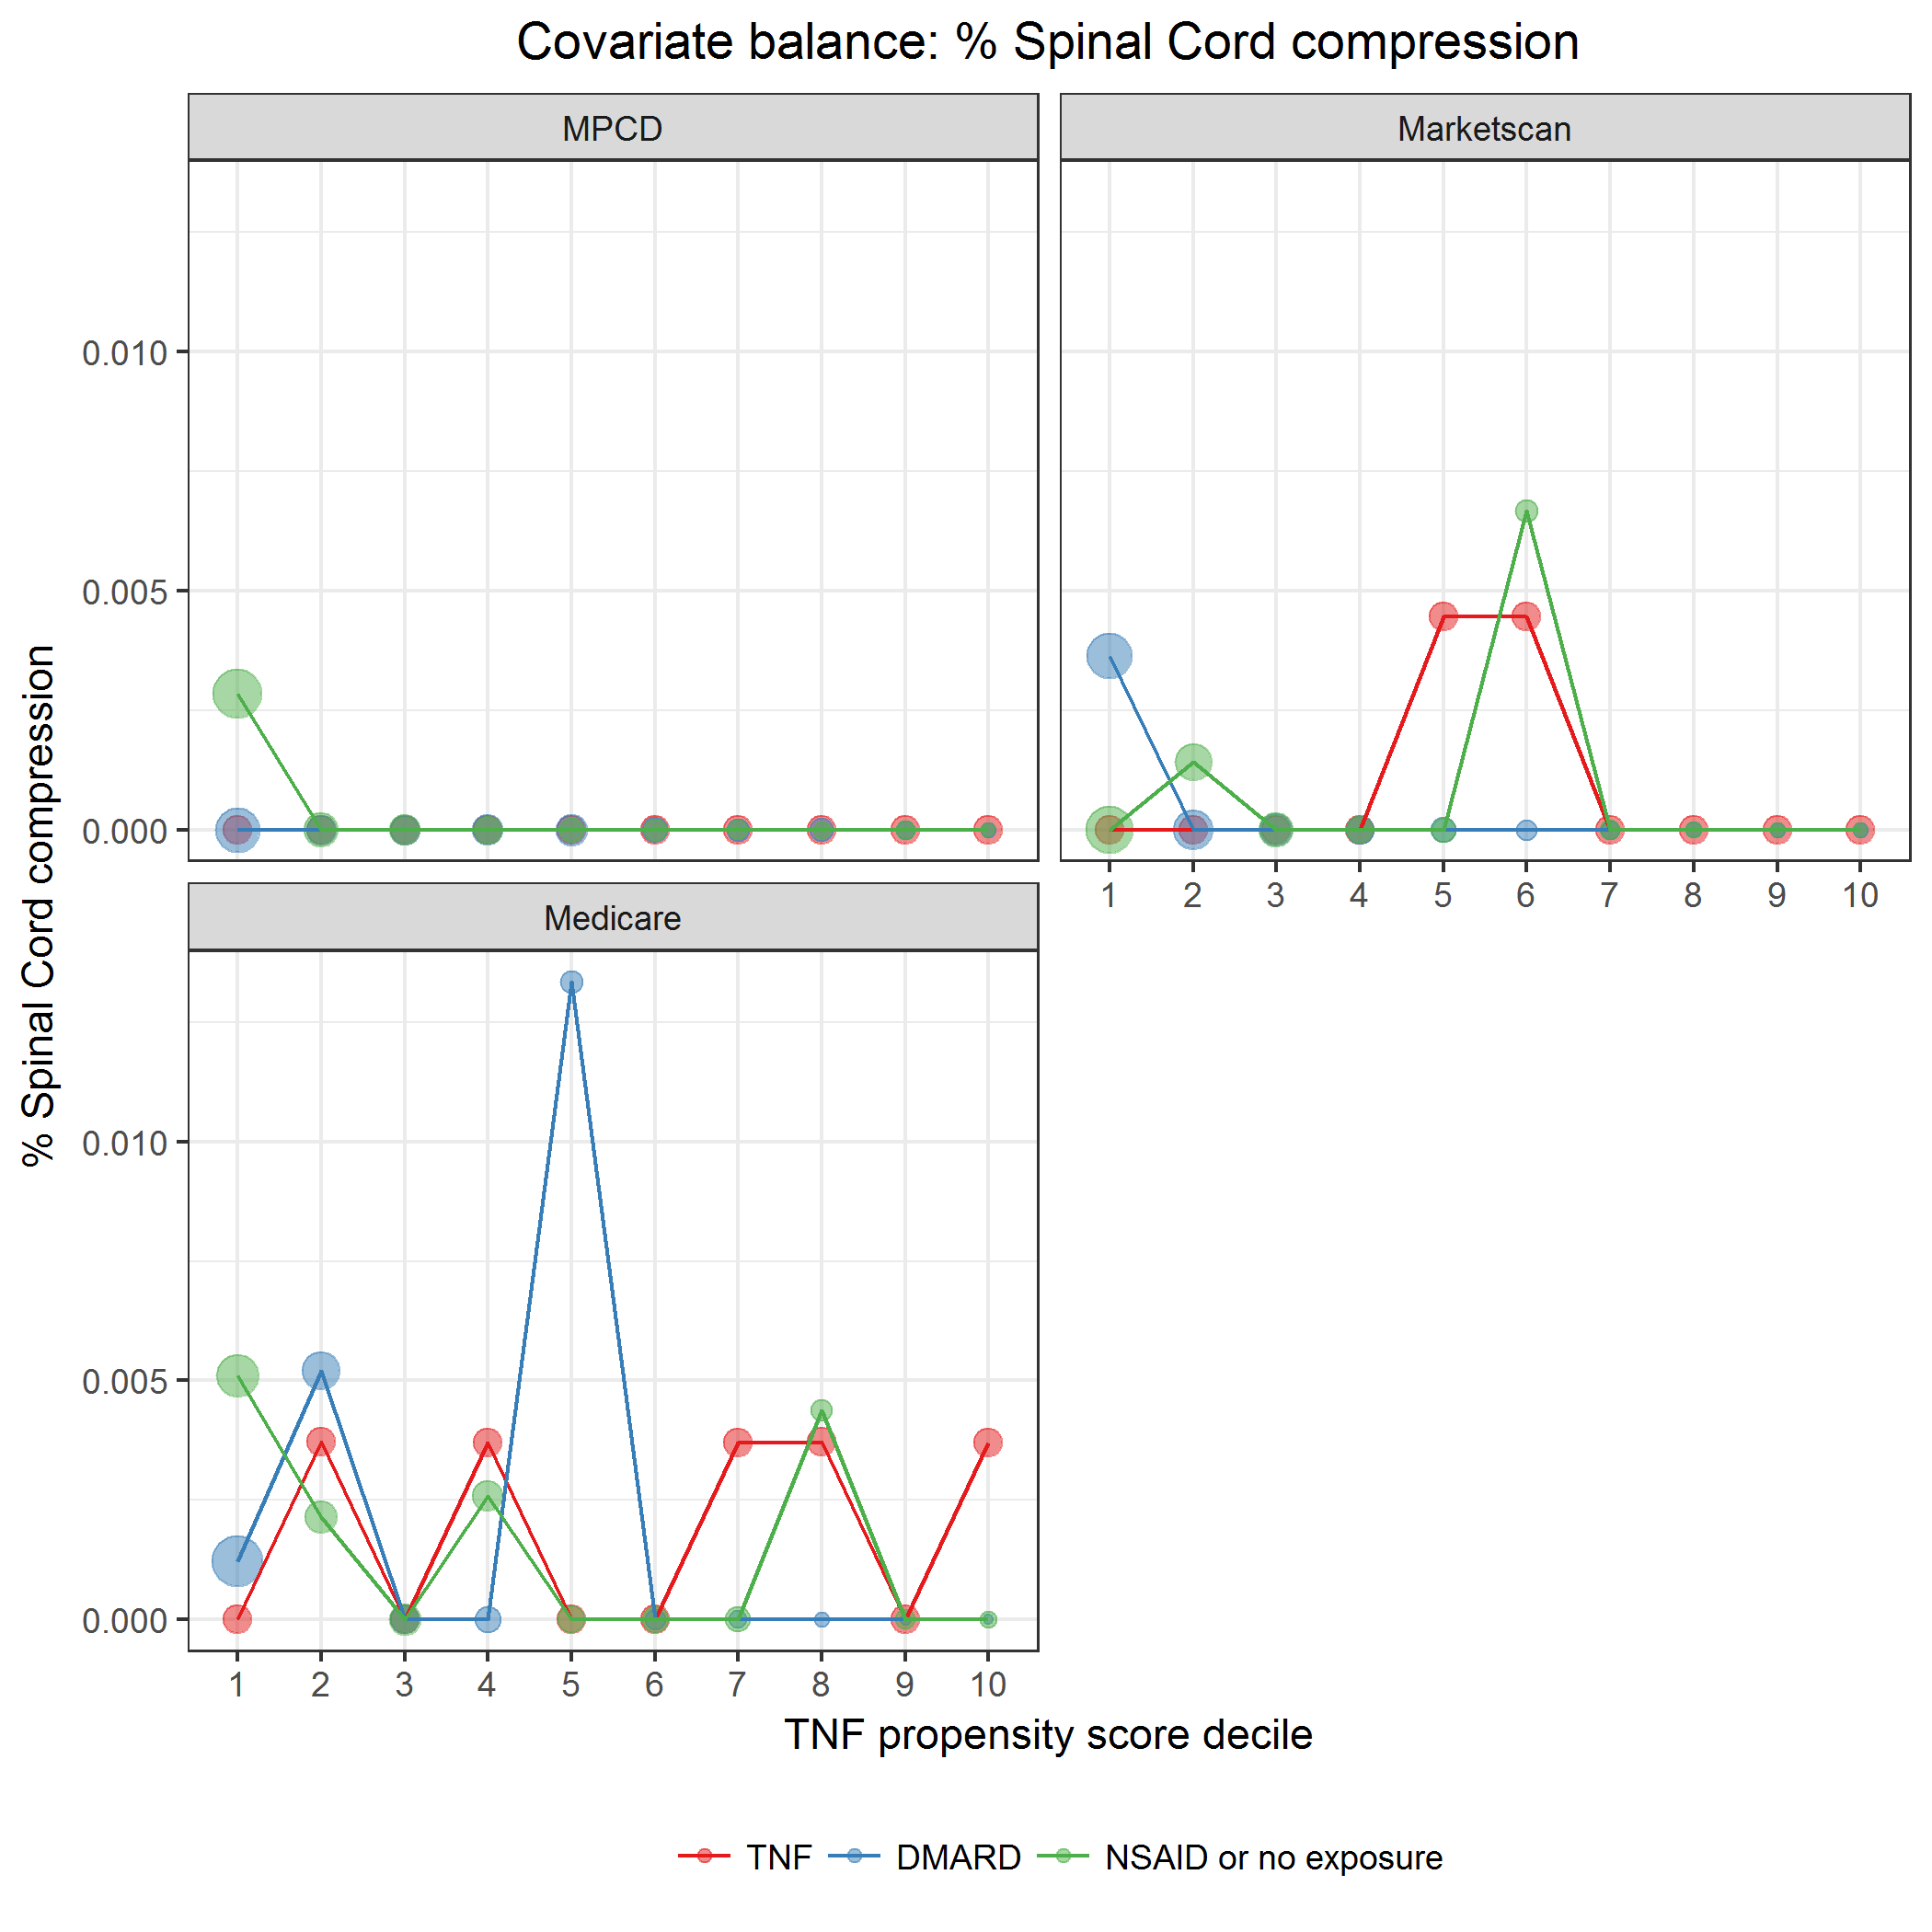 Covariate balance: % Spinal Cord compression
MPCD
Marketscan
0.010
0.005
0.000
1 2 3 4 5 6 7 8 9 10
Medicare
0.010
0.005
0.000
1 2 3 4 5 6 7 8 9 10
% Spinal Cord compression
TNF propensity score decile
TNF DMARD NSAID or no exposure